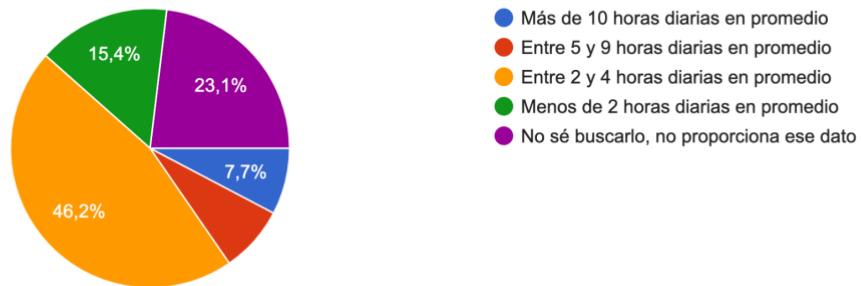 15,4%
23,1%
7,7%
46,2%
Más de 10 horas diarias en promedio
Entre 5 y 9 horas diarias en promedio
Entre 2 y 4 horas diarias en promedio
Menos de 2 horas diarias en promedio
No sé buscarlo, no proporciona ese dato